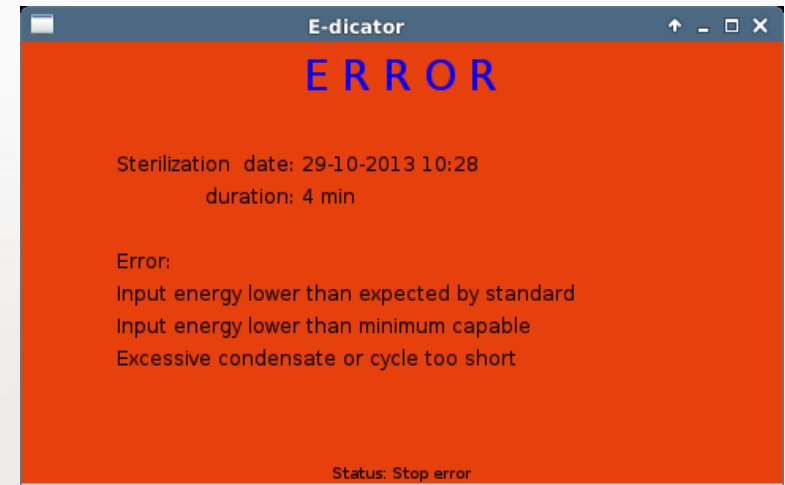 E-dicator
E R R O R
Sterilization date: 29-10-2013 10:28
duration: 4 min
Error:
Input energy lower than expected by standard
Input energy lower than minimum capable
Excessive condensate or cycle too short
Status: Stop error